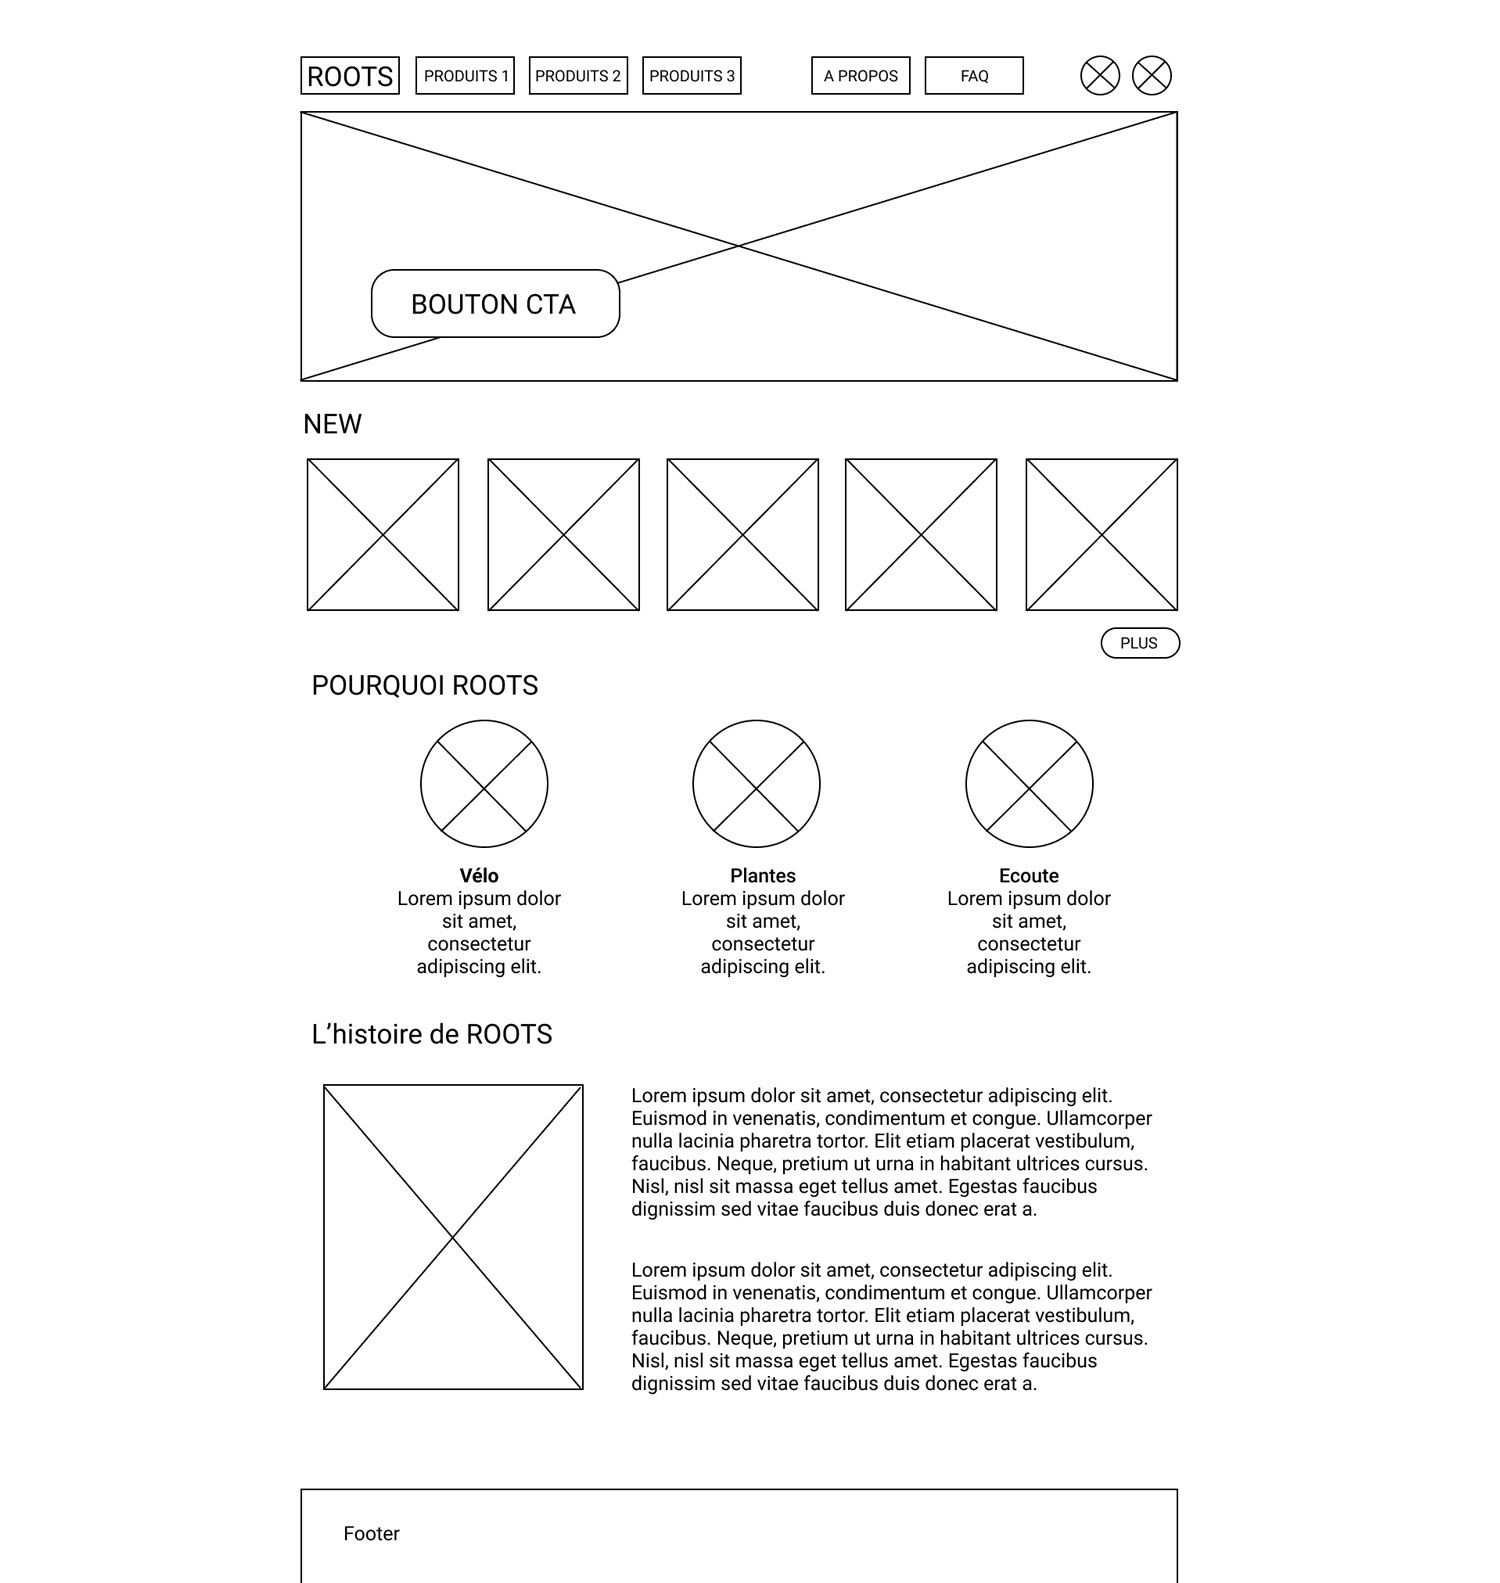 ROOTS
PRODUITS 1
PRODUITS 2
PRODUITS 3
A PROPOS
FAQ
BOUTON CTA
NEW
PLUS
POURQUOI ROOTS
Vélo
Lorem ipsum dolor
sit amet,
consectetur
adipiscing elit.
Plantes
Lorem ipsum dolor
sit amet,
consectetur
adipiscing elit.
Ecoute
Lorem ipsum dolor
sit amet,
consectetur
adipiscing elit.
L’histoire de ROOTS
Lorem ipsum dolor sit amet, consectetur adipiscing elit.
Euismod in venenatis, condimentum et congue. Ullamcorper
nulla lacinia pharetra tortor. Elit etiam placerat vestibulum,
faucibus. Neque, pretium ut urna in habitant ultrices cursus.
Nisl, nisl sit massa eget tellus amet. Egestas faucibus
dignissim sed vitae faucibus duis donec erat a.
Lorem ipsum dolor sit amet, consectetur adipiscing elit.
Euismod in venenatis, condimentum et congue. Ullamcorper
nulla lacinia pharetra tortor. Elit etiam placerat vestibulum,
faucibus. Neque, pretium ut urna in habitant ultrices cursus.
Nisl, nisl sit massa eget tellus amet. Egestas faucibus
dignissim sed vitae faucibus duis donec erat a.
Footer